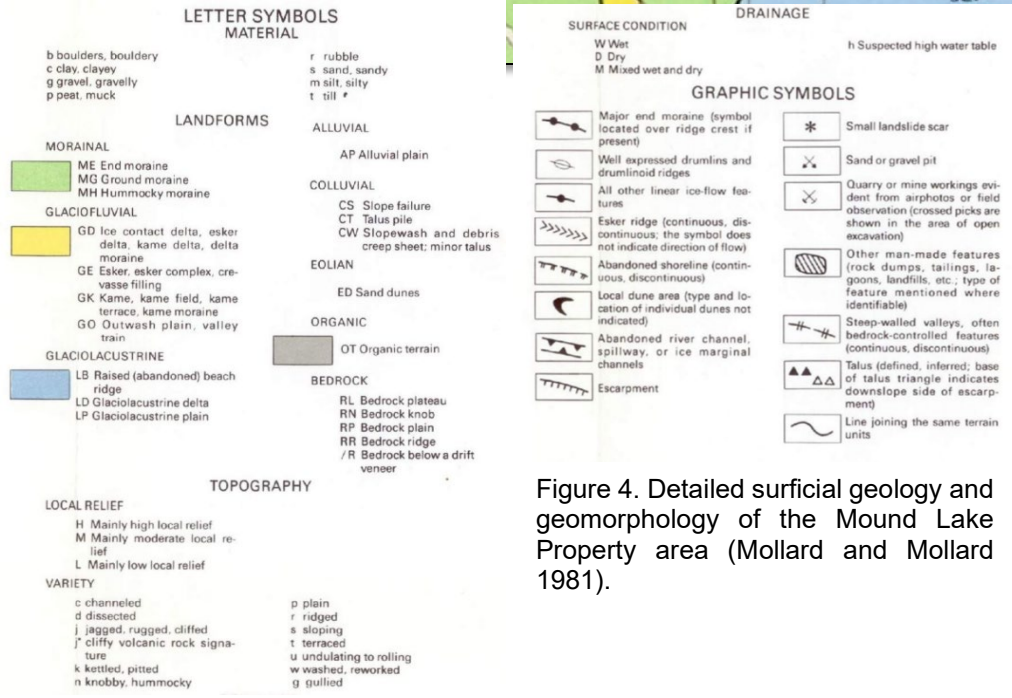 LETTER SYMBOLS
MATERIAL
b boulders, bouldery
c clay, clayey
g gravel, gravelly
p peat, muck
r rubble
s sand, sandy
m silt, silty
t till
LANDFORMS
MORAINAL
ME End moraine
MG Ground moraine
MH Hummocky moraine
GLACIOFLUVIAL
GD Ice contact delta, esker
delta, kame delta, delta
moraine
GE Esker, esker complex, cre-
vasse filling
GK Kame, kame field, kame
terrace, kame moraine
GO Outwash plain, valley
train
GLACIOLACUSTRINE
LB Raised (abandoned) beach
ridge
LD Glaciolacustrine delta
LP Glaciolacustrine plain
ALLUVIAL
AP Alluvial plain
COLLUVIAL
CS Slope failure
CT Talus pile
CW Slopewash and debris
creep sheet; minor talus
EOLIAN
ED Sand dunes
ORGANIC
OT Organic terrain
BEDROCK
RL Bedrock plateau
RN Bedrock knob
RP Bedrock plain
RR Bedrock ridge
/R Bedrock below a drift
veneer
TOPOGRAPHY
LOCAL RELIEF
H Mainly high local relief
M Mainly moderate local re-
lief
L Mainly low local relief
VARIETY
c channeled
d dissected
j jagged, rugged, cliffed
j* cliffy volcanic rock signa-
ture
k kettled, pitted
n knobby, hummocky
p plain
r ridged
s sloping
t terraced
u undulating to rolling
w washed, reworked
g gullied
DRAINAGE
SURFACE CONDITION
W Wet
D Dry
M Mixed wet and dry
h Suspected high water table
GRAPHIC SYMBOLS
Major end moraine (symbol
located over ridge crest if
present)
Well expressed drumlins and
drumlinoid ridges
All other linear ice-flow fea-
tures
Esker ridge (continuous, dis-
continuous; the symbol does
not indicate direction of flow)
Abandoned shoreline (contin-
uous, discontinuous)
Local dune area (type and lo-
cation of individual dunes not
indicated)
Abandoned river channel,
spillway, or ice marginal
channels
Escarpment
Small landslide scar
Sand or gravel pit
Quarry or mine workings evi-
dent from airphotos or field
observation (crossed picks are
shown in the area of open
excavation)
Other man-made features
(rock dumps, tailings, la-
goons, landfills, etc.; type of
feature mentioned where
identifiable)
Steep-walled valleys, often
bedrock-controlled features
(continuous, discontinuous)
Talus (defined, inferred; base
of talus triangle indicates
downslope side of escarp-
ment)
Line joining the same terrain
units
Figure 4. Detailed surficial geology and
geomorphology of the Mound Lake
Property area (Mollard and Mollard
1981).